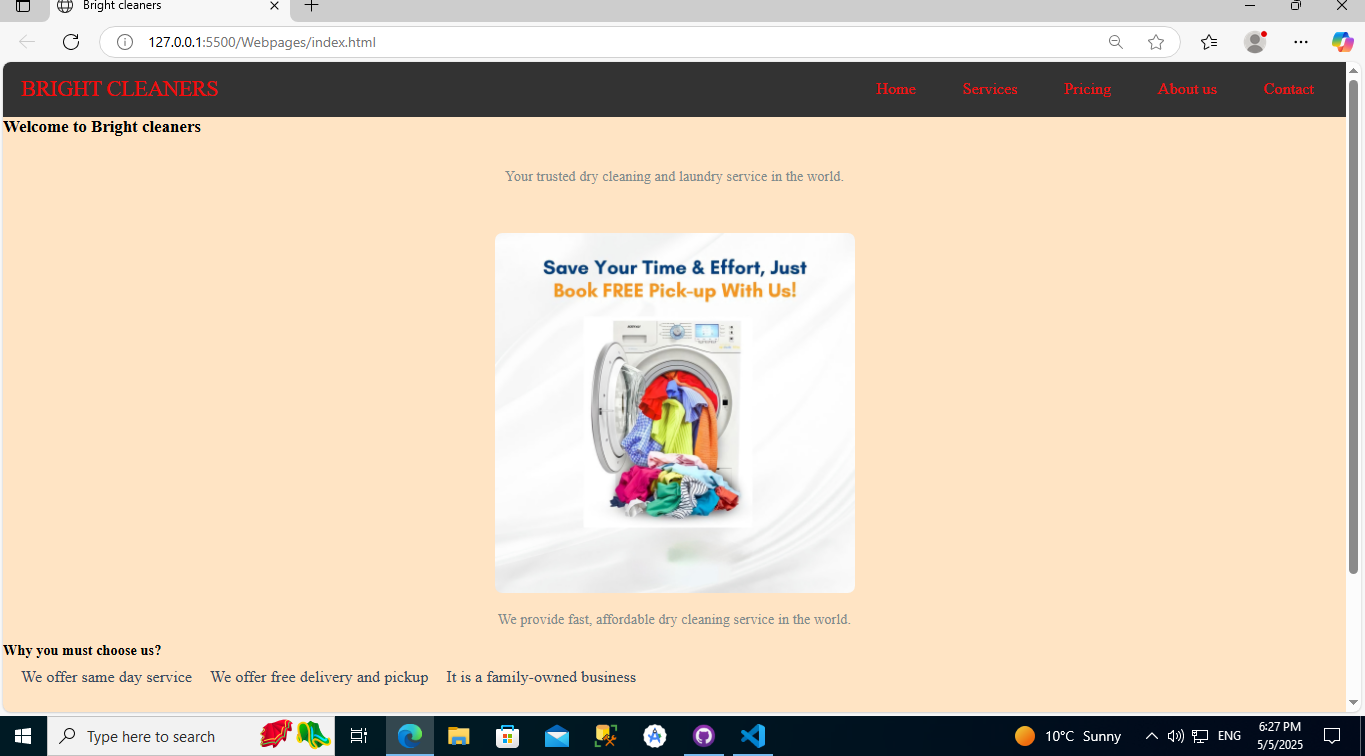 Bright cleaners
127.0.0.1:5500/Webpages/index.html
BRIGHT CLEANERS
Home Services Pricing About us Contact
Welcome to Bright cleaners
Your trusted dry cleaning and laundry service in the world.
Save Your Time & Effort, Just
Book FREE Pick-up With Us!
We provide fast, affordable dry cleaning service in the world.
Why you must choose us?
We offer same day service We offer free delivery and pickup It is a family-owned business
Type here to search
10°C Sunny
ENG
6:27 PM
5/5/2025